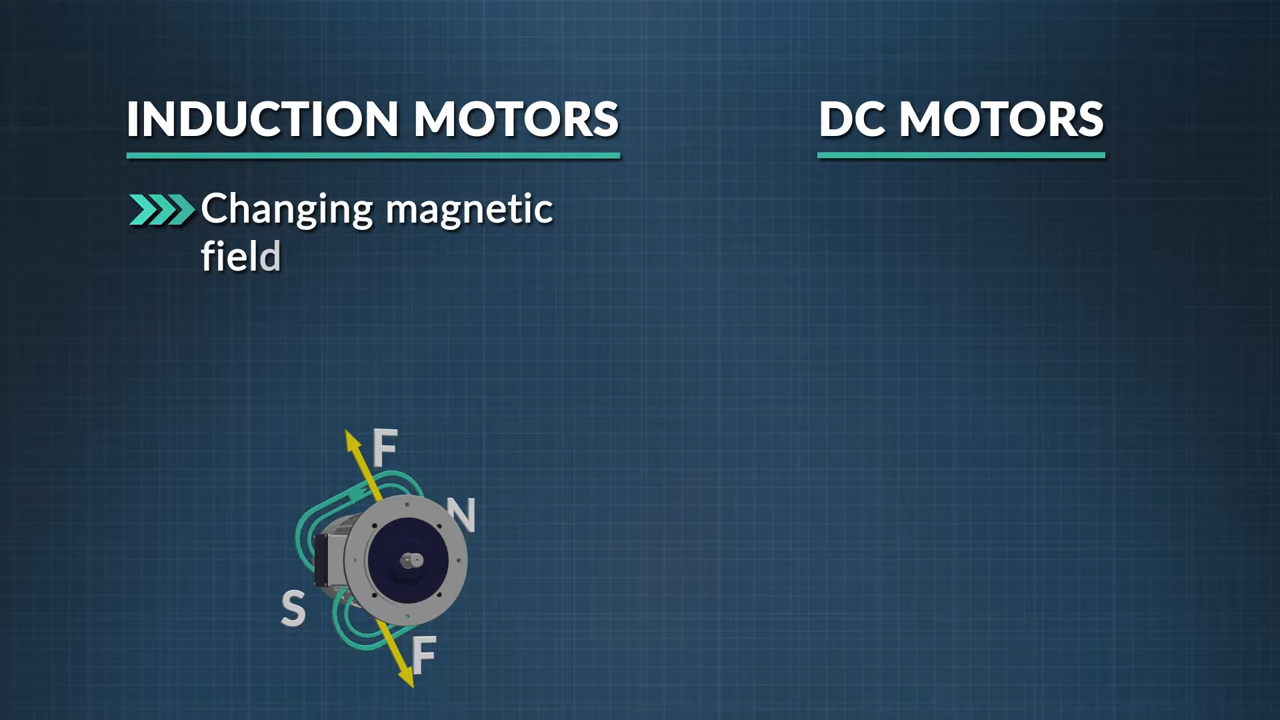 INDUCTION MOTORS
DC MOTORS
Changing magnetic
field
F
N
S
F